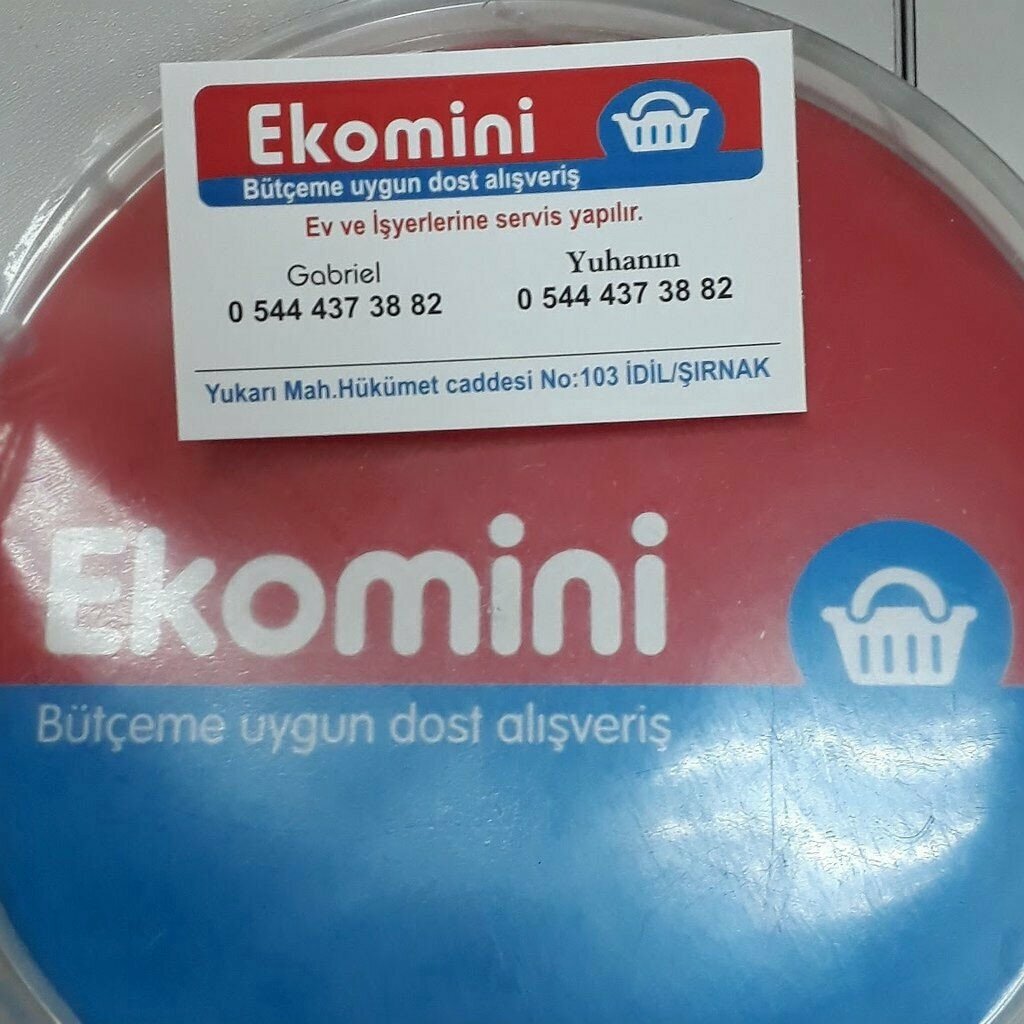 Ekomini
Bütçeme uygun dost alışveriş
Ev ve İşyerlerine servis yapılır.
Gabriel
0 544 437 38 82
Yuhanın
0 544 437 38 82
Yukarı Mah.Hükümet caddesi No:103 İDİL/ŞIRNAK
Ekomini
Bütçeme uygun dost alışveriş